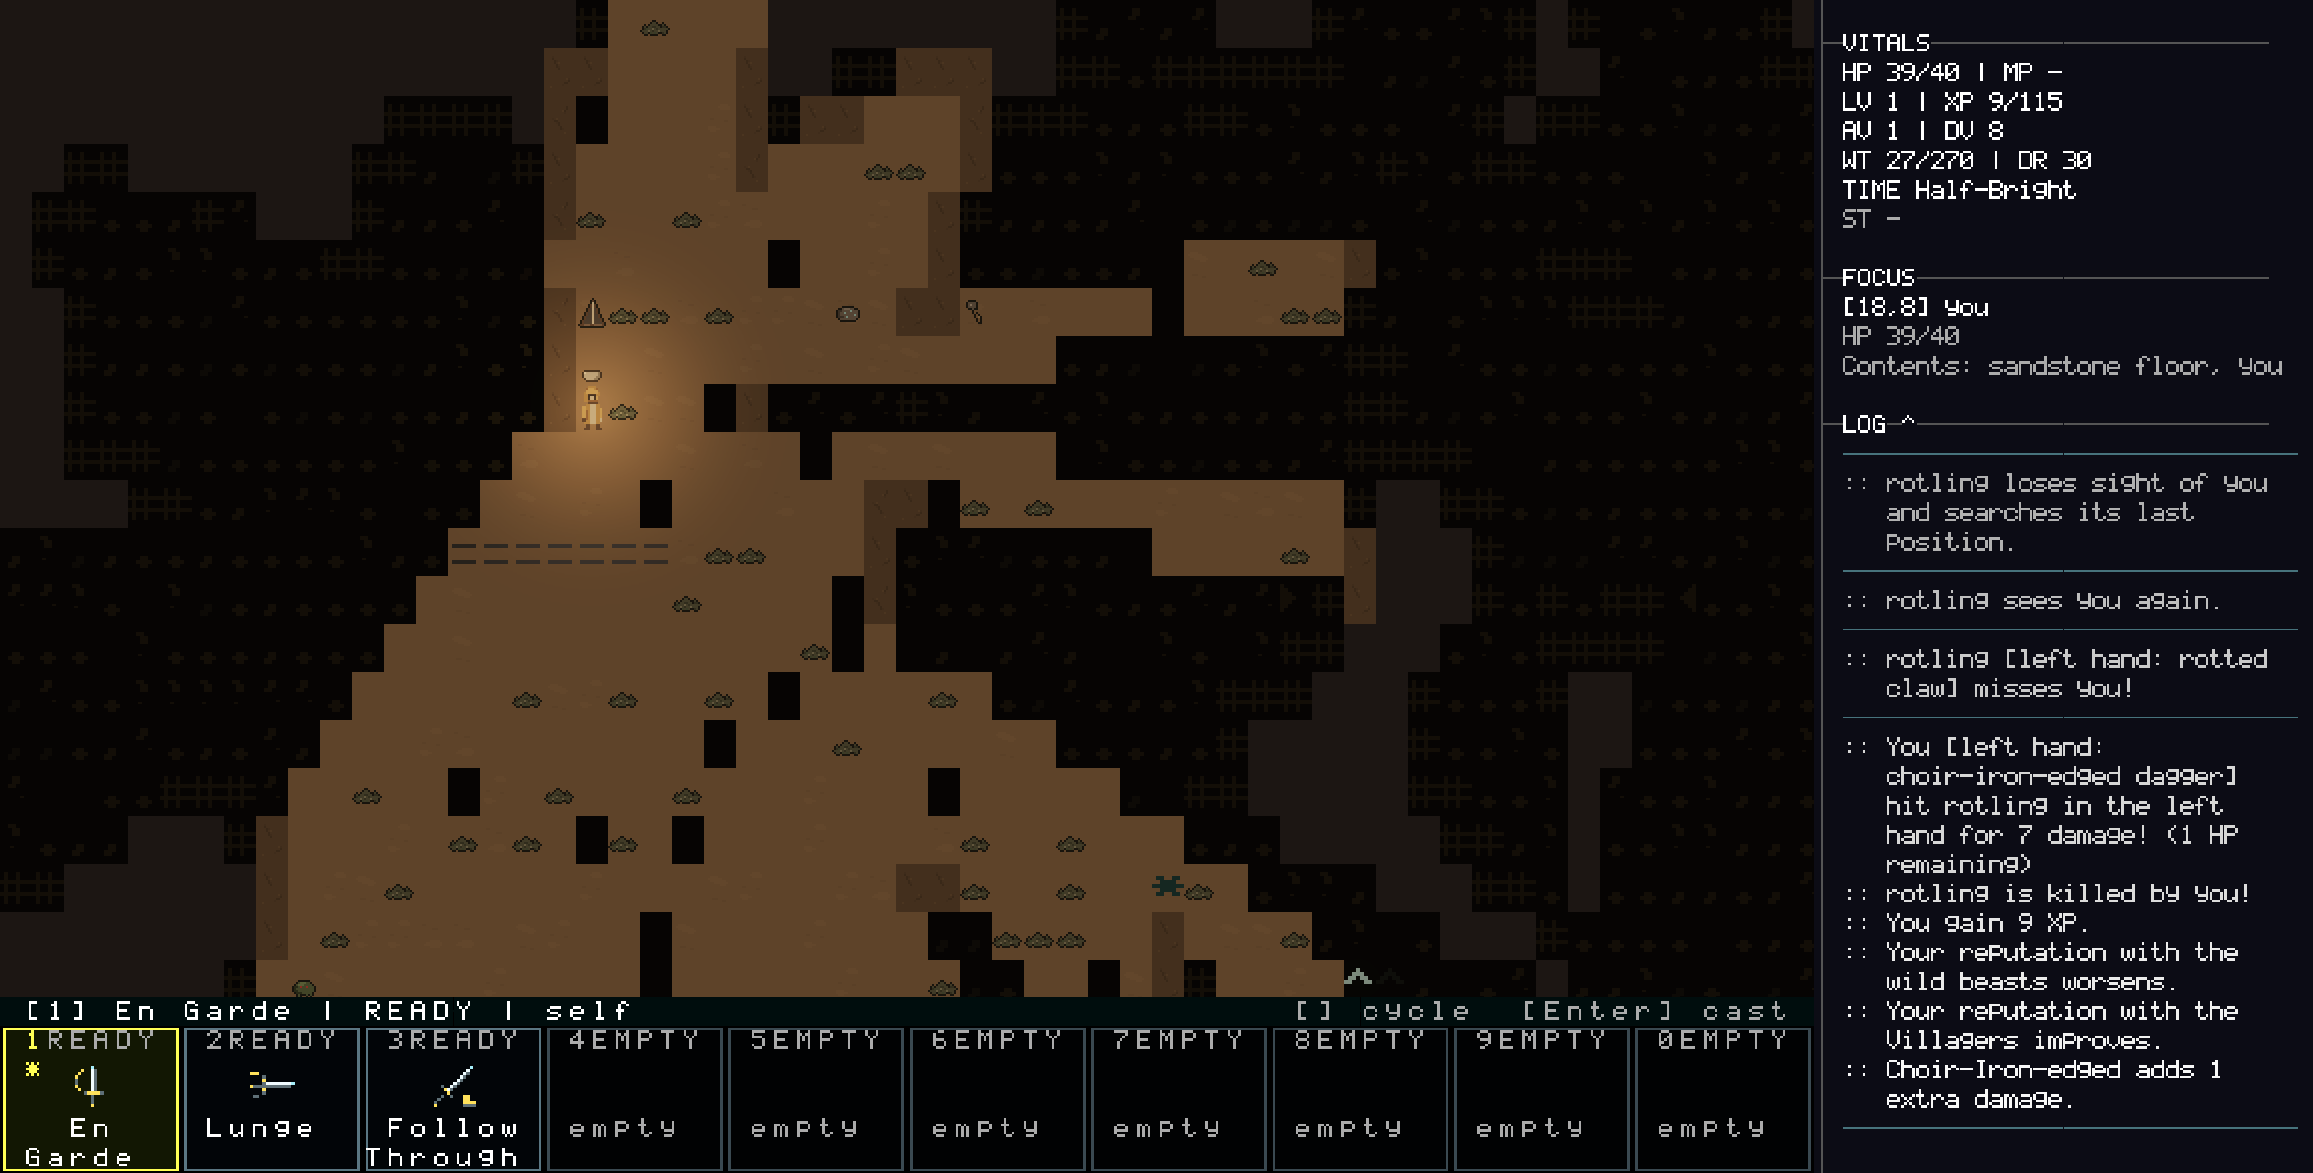 VITALS
HP 39/40 | MP -
LV 1 | XP 9/115
AV 1 | DV 8
WT 27/270 | DR 30
TIME Half-Bright
ST -
FOCUS
[18,8] You
HP 39/40
Contents: sandstone floor, You
LOG ^
:: rotling loses sight of You
and searches its last
Position.
:: rotling sees You again.
:: rotling [left hand: rotted
claw] misses You!
:: You [left hand:
choir-iron-edged dagger]
hit rotling in the left
hand for 7 damage! (1 HP
remaining)
:: rotling is killed by You!
:: You gain 9 XP.
:: Your rePutation with the
wild beasts worsens.
:: Your rePutation with the
Villagers imProves.
:: Choir-Iron-edged adds 1
extra damage.
[1] En Garde | READY | self
[] cycle [Enter] cast
1READY 2READY 3READY 4EMPTY 5EMPTY 6EMPTY 7EMPTY 8EMPTY 9EMPTY 0EMPTY
En Garde
Lunge
Follow Through
empty empty empty empty empty empty empty